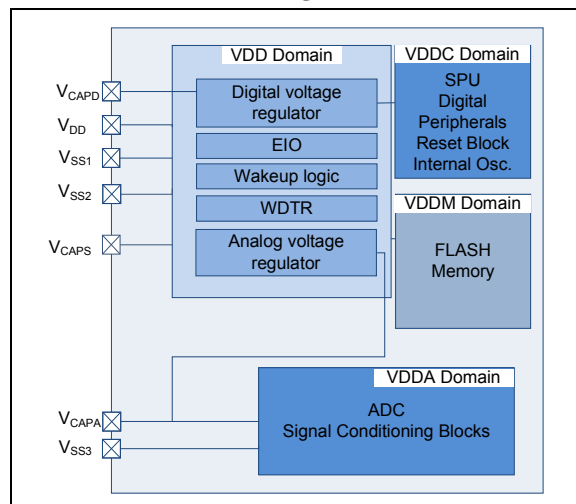 VDD Domain
VDDC Domain
VCAPD
VDD
VSS1
VSS2
VCAPS
Digital voltage
regulator
EIO
Wakeup logic
WDTR
Analog voltage
regulator
SPU
Digital
Peripherals
Reset Block
Internal Osc.
VDDM Domain
FLASH
Memory
VDDA Domain
VCAPA
VSS3
ADC
Signal Conditioning Blocks